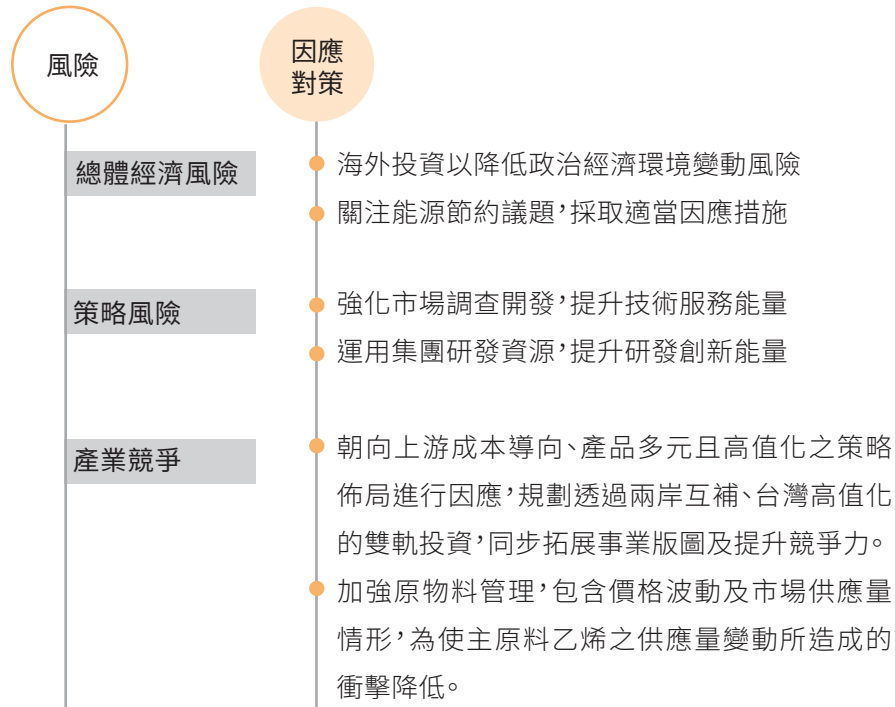 風險
因應
對策
總體經濟風險
海外投資以降低政治經濟環境變動風險
關注能源節約議題，採取適當因應措施
策略風險
強化市場調查開發，提升技術服務能量
運用集團研發資源，提升研發創新能量
產業競爭
朝向上游成本導向、產品多元且高值化之策略
佈局進行因應，規劃透過兩岸互補、台灣高值化
的雙軌投資，同步拓展事業版圖及提升競爭力。
加強原物料管理，包含價格波動及市場供應量
情形，為使主原料乙烯之供應量變動所造成的
衝擊降低。